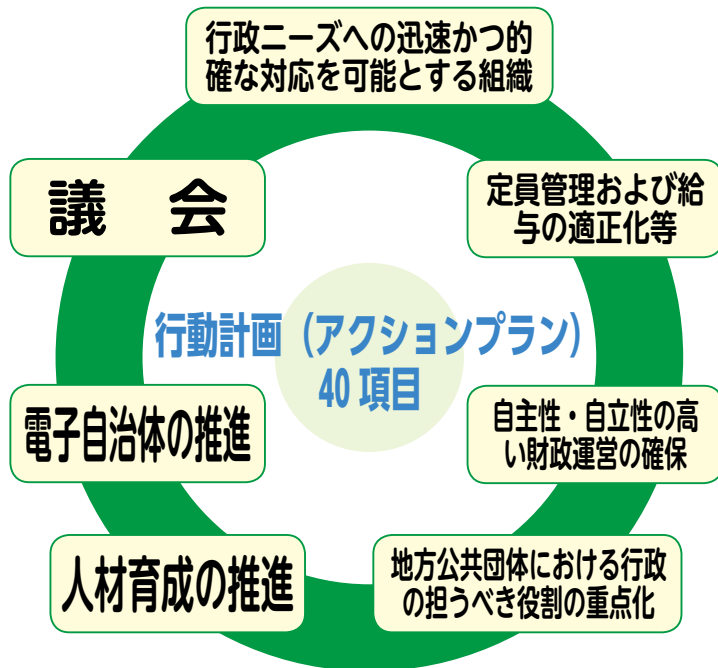 行政ニーズへの迅速かつ的
確な対応を可能とする組織
議　会
定員管理および給
与の適正化等
行動計画（アクションプラン）
40 項目
電子自治体の推進
自主性・自立性の高
い財政運営の確保
人材育成の推進
地方公共団体における行政
の担うべき役割の重点化